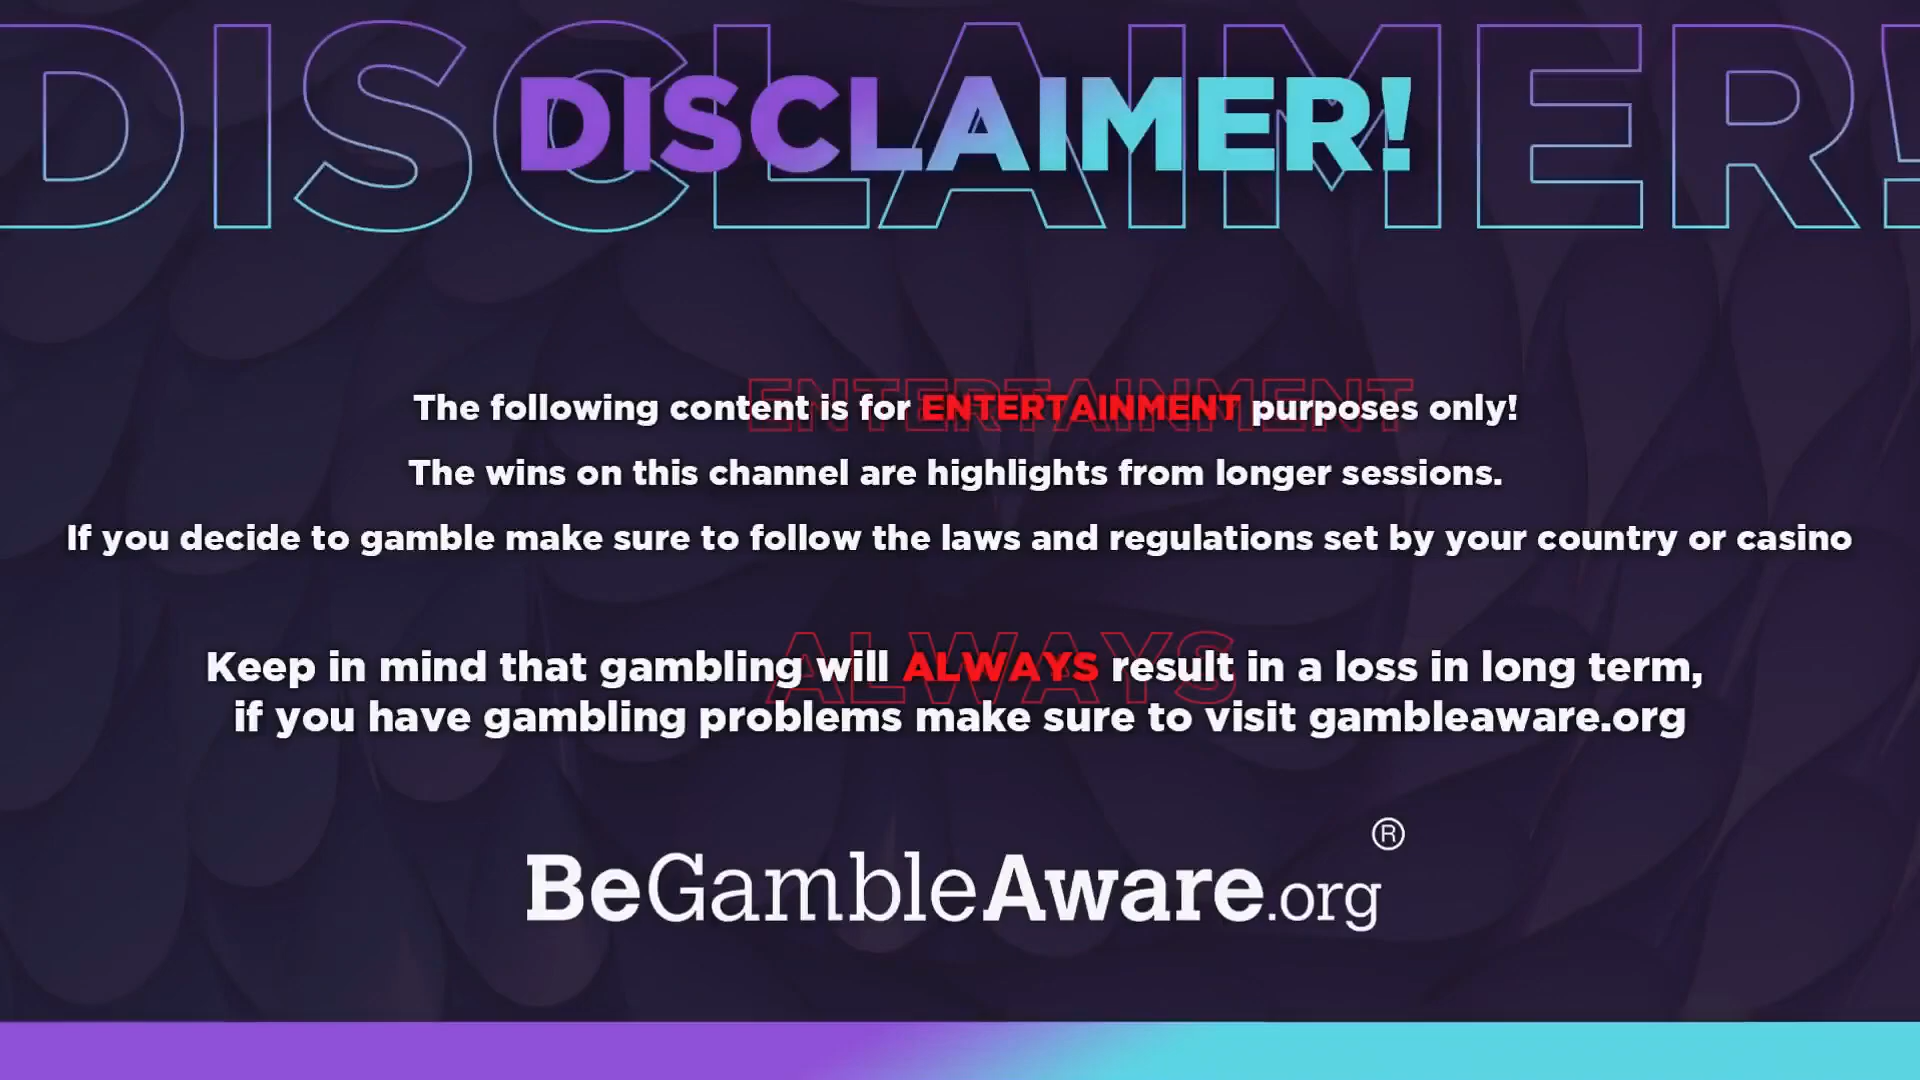 DISCLAIMER!
DISCLAIMER!
ENTERTAINMENT
The following content is for ENTERTAINMENT purposes only!
The wins on this channel are highlights from longer sessions.
If you decide to gamble make sure to follow the laws and regulations set by your country or casino
ALWAYS
Keep in mind that gambling will ALWAYS result in a loss in long term,
if you have gambling problems make sure to visit gambleaware.org
BeGambleAware.org®